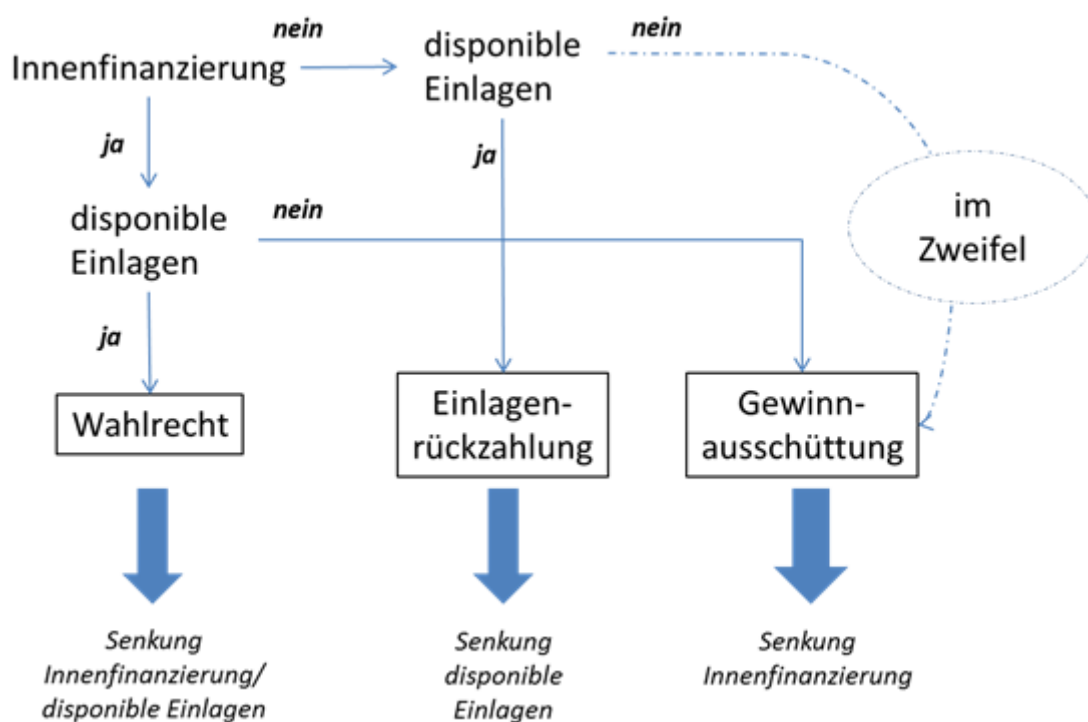 nein
nein
Innenfinanzierung
disponible
Einlagen
ja
ja
disponible
Einlagen
nein
im
Zweifel
ja
Wahlrecht
Einlagen-
rückzahlung
Gewinn-
ausschüttung
Senkung
Innenfinanzierung/
disponible Einlagen
Senkung
disponible
Einlagen
Senkung
Innenfinanzierung